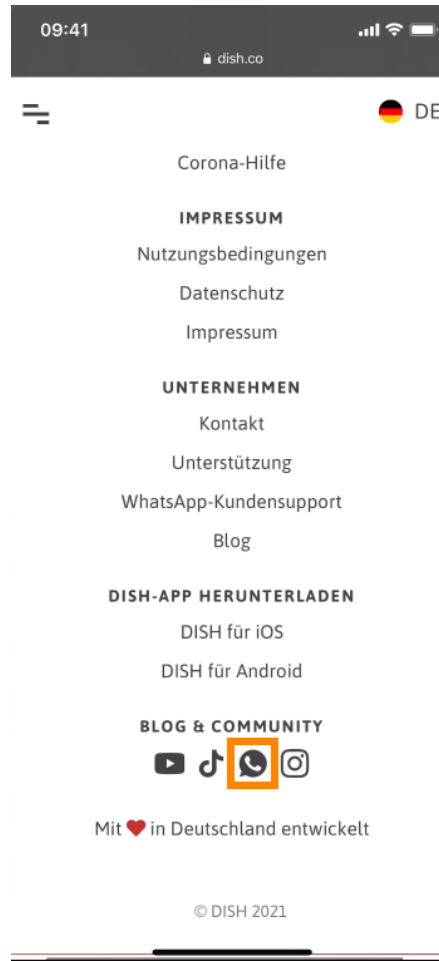 09:41
dish.co
DE
Corona-Hilfe
IMPRESSUM
Nutzungsbedingungen
Datenschutz
Impressum
UNTERNEHMEN
Kontakt
Unterstützung
WhatsApp-Kundensupport
Blog
DISH-APP HERUNTERLADEN
DISH für iOS
DISH für Android
BLOG & COMMUNITY
Mit ❤ in Deutschland entwickelt
© DISH 2021